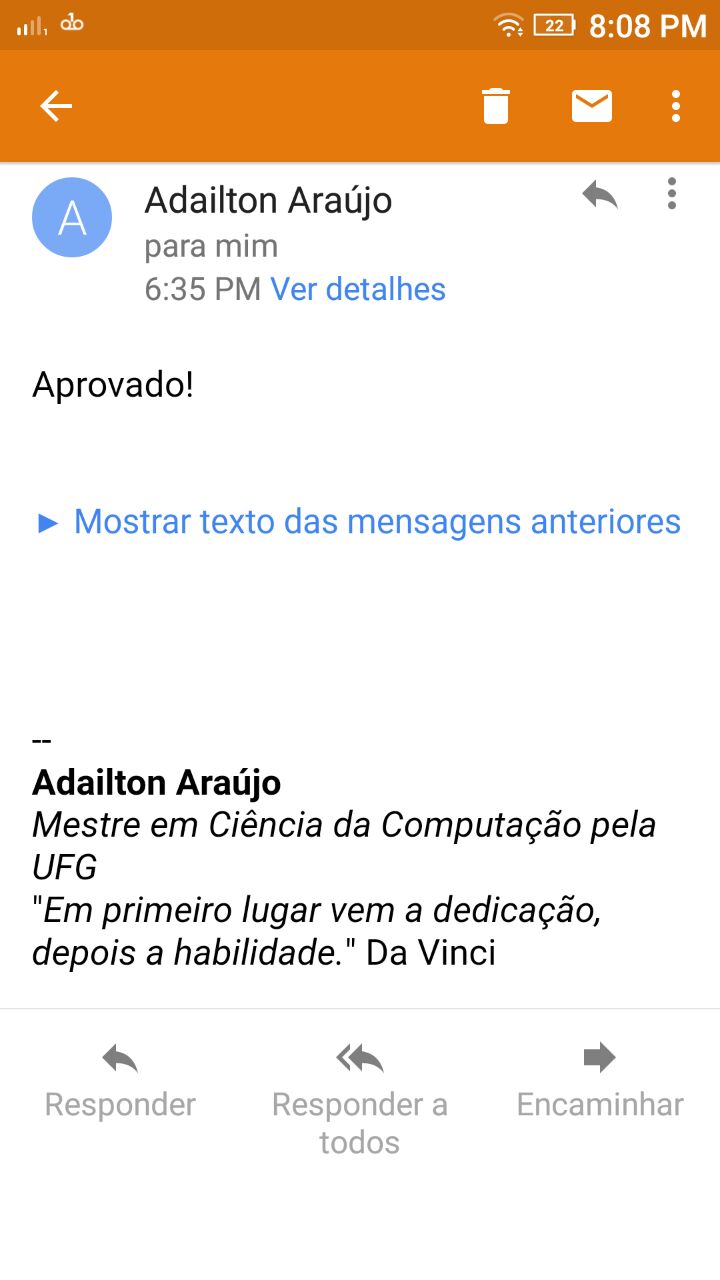 22 8:08 PM
A
Adailton Araújo
para mim
6:35 PM Ver detalhes
Aprovado!
► Mostrar texto das mensagens anteriores
--
Adailton Araújo
Mestre em Ciência da Computação pela
UFG
"Em primeiro lugar vem a dedicação,
depois a habilidade." Da Vinci
Responder
Responder a
todos
Encaminhar